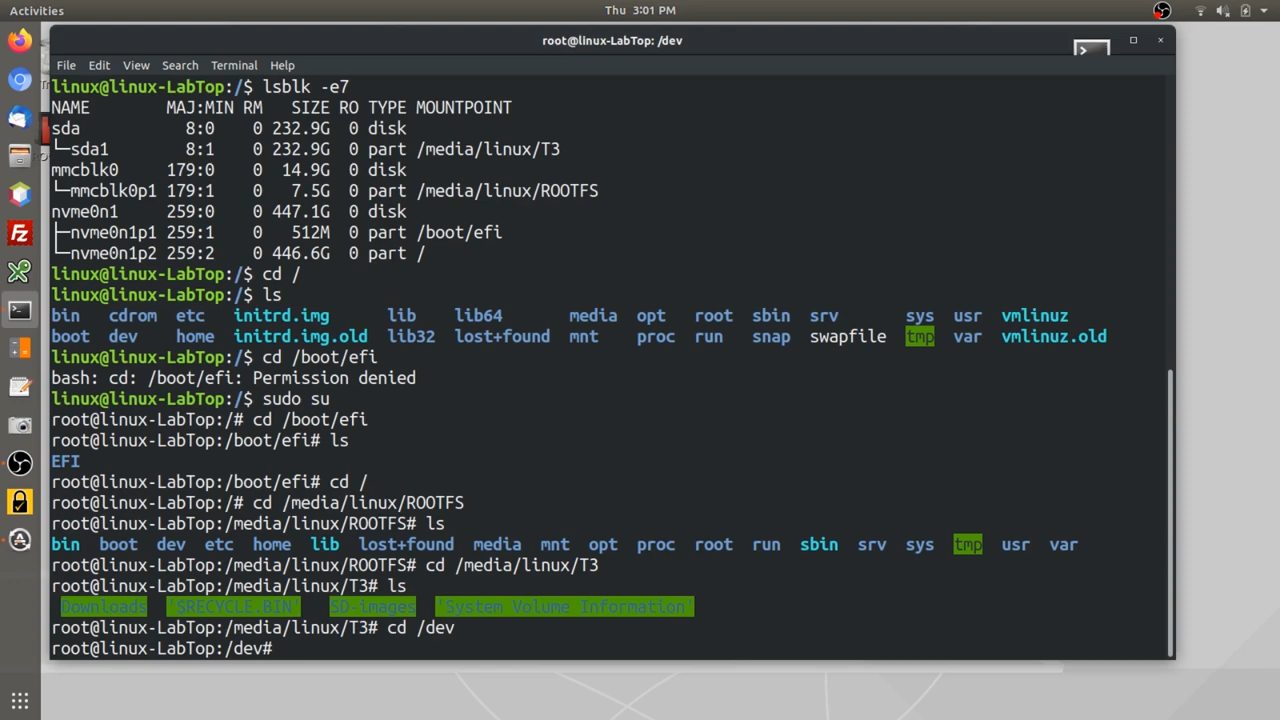 Activities
Thu 3:01 PM
root@linux-LabTop: /dev
File Edit View Search Terminal Help
linux@linux-LabTop:/$ lsblk -e7
NAME MAJ:MIN RM SIZE RO TYPE MOUNTPOINT
sda 8:0 0 232.9G 0 disk
└─sda1 8:1 0 232.9G 0 part /media/linux/T3
mmcblk0 179:0 0 14.9G 0 disk
└─mmcblk0p1 179:1 0 7.5G 0 part /media/linux/ROOTFS
nvme0n1 259:0 0 447.1G 0 disk
├─nvme0n1p1 259:1 0 512M 0 part /boot/efi
└─nvme0n1p2 259:2 0 446.6G 0 part /
linux@linux-LabTop:/$ cd /
linux@linux-LabTop:/$ ls
bin cdrom etc initrd.img lib lib64 media opt root sbin srv sys usr vmlinuz
boot dev home initrd.img.old lib32 lost+found mnt proc run snap swapfile tmp var vmlinuz.old
linux@linux-LabTop:/$ cd /boot/efi
bash: cd: /boot/efi: Permission denied
linux@linux-LabTop:/$ sudo su
root@linux-LabTop:/# cd /boot/efi
root@linux-LabTop:/boot/efi# ls
EFI
root@linux-LabTop:/boot/efi# cd /
root@linux-LabTop:/# cd /media/linux/ROOTFS
root@linux-LabTop:/media/linux/ROOTFS# ls
bin boot dev etc home lib lost+found media mnt opt proc root run sbin srv sys tmp usr var
root@linux-LabTop:/media/linux/ROOTFS# cd /media/linux/T3
root@linux-LabTop:/media/linux/T3# ls
Downloads '$RECYCLE.BIN' SD-images 'System Volume Information'
root@linux-LabTop:/media/linux/T3# cd /dev
root@linux-LabTop:/dev#